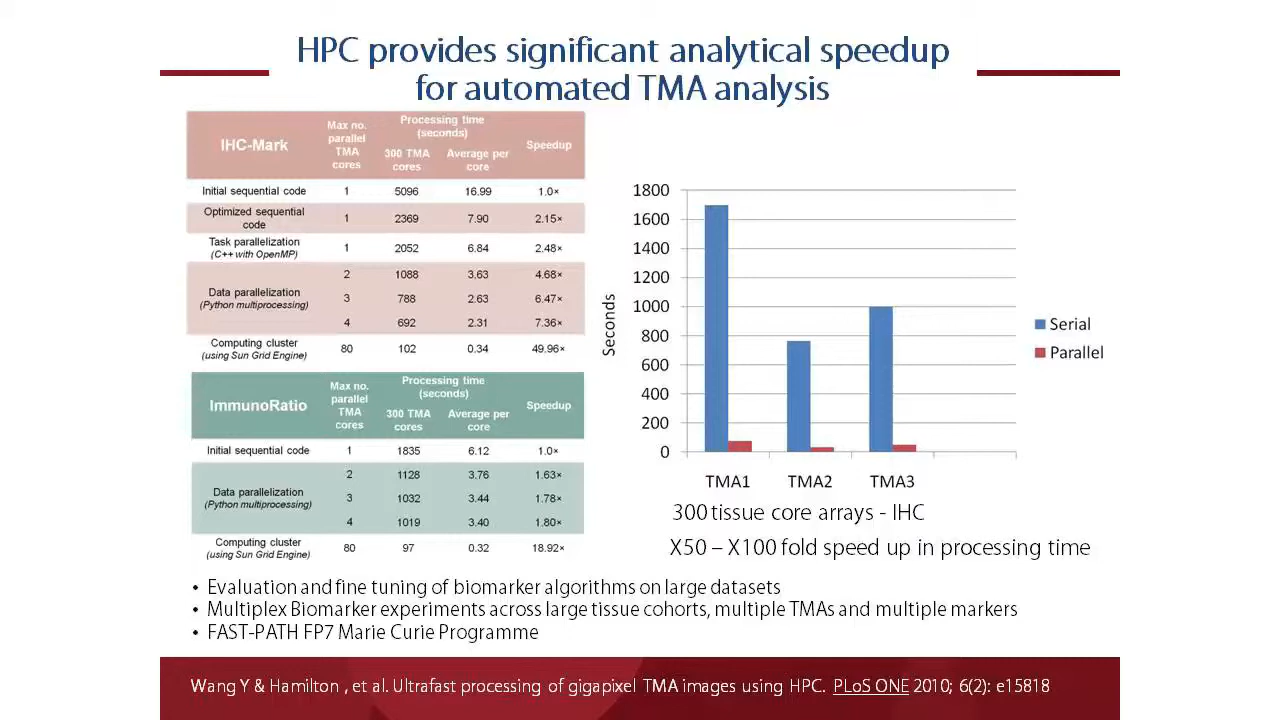 HPC provides significant analytical speedup
for automated TMA analysis
IHC-Mark
Max no. parallel TMA cores
Processing time (seconds)
300 TMA cores
Average per core
Speedup
Initial sequential code 1 5096 16.99 1.0×
Optimized sequential code 1 2369 7.90 2.15×
Task parallelization (C++ with OpenMP) 1 2052 6.84 2.48×
Data parallelization (Python multiprocessing)
2 1088 3.63 4.68×
3 788 2.63 6.47×
4 692 2.31 7.36×
Computing cluster (using Sun Grid Engine) 80 102 0.34 49.96×
ImmunoRatio
Max no. parallel TMA cores
Processing time (seconds)
300 TMA cores
Average per core
Speedup
Initial sequential code 1 1835 6.12 1.0×
Data parallelization (Python multiprocessing)
2 1128 3.76 1.63×
3 1032 3.44 1.78×
4 1019 3.40 1.80×
Computing cluster (using Sun Grid Engine) 80 97 0.32 18.92×
Seconds
1800
1600
1400
1200
1000
800
600
400
200
0
TMA1 TMA2 TMA3
Serial
Parallel
300 tissue core arrays - IHC
X50 – X100 fold speed up in processing time
• Evaluation and fine tuning of biomarker algorithms on large datasets
• Multiplex Biomarker experiments across large tissue cohorts, multiple TMAs and multiple markers
• FAST-PATH FP7 Marie Curie Programme
Wang Y & Hamilton , et al. Ultrafast processing of gigapixel TMA images using HPC. PLoS ONE 2010; 6(2): e15818